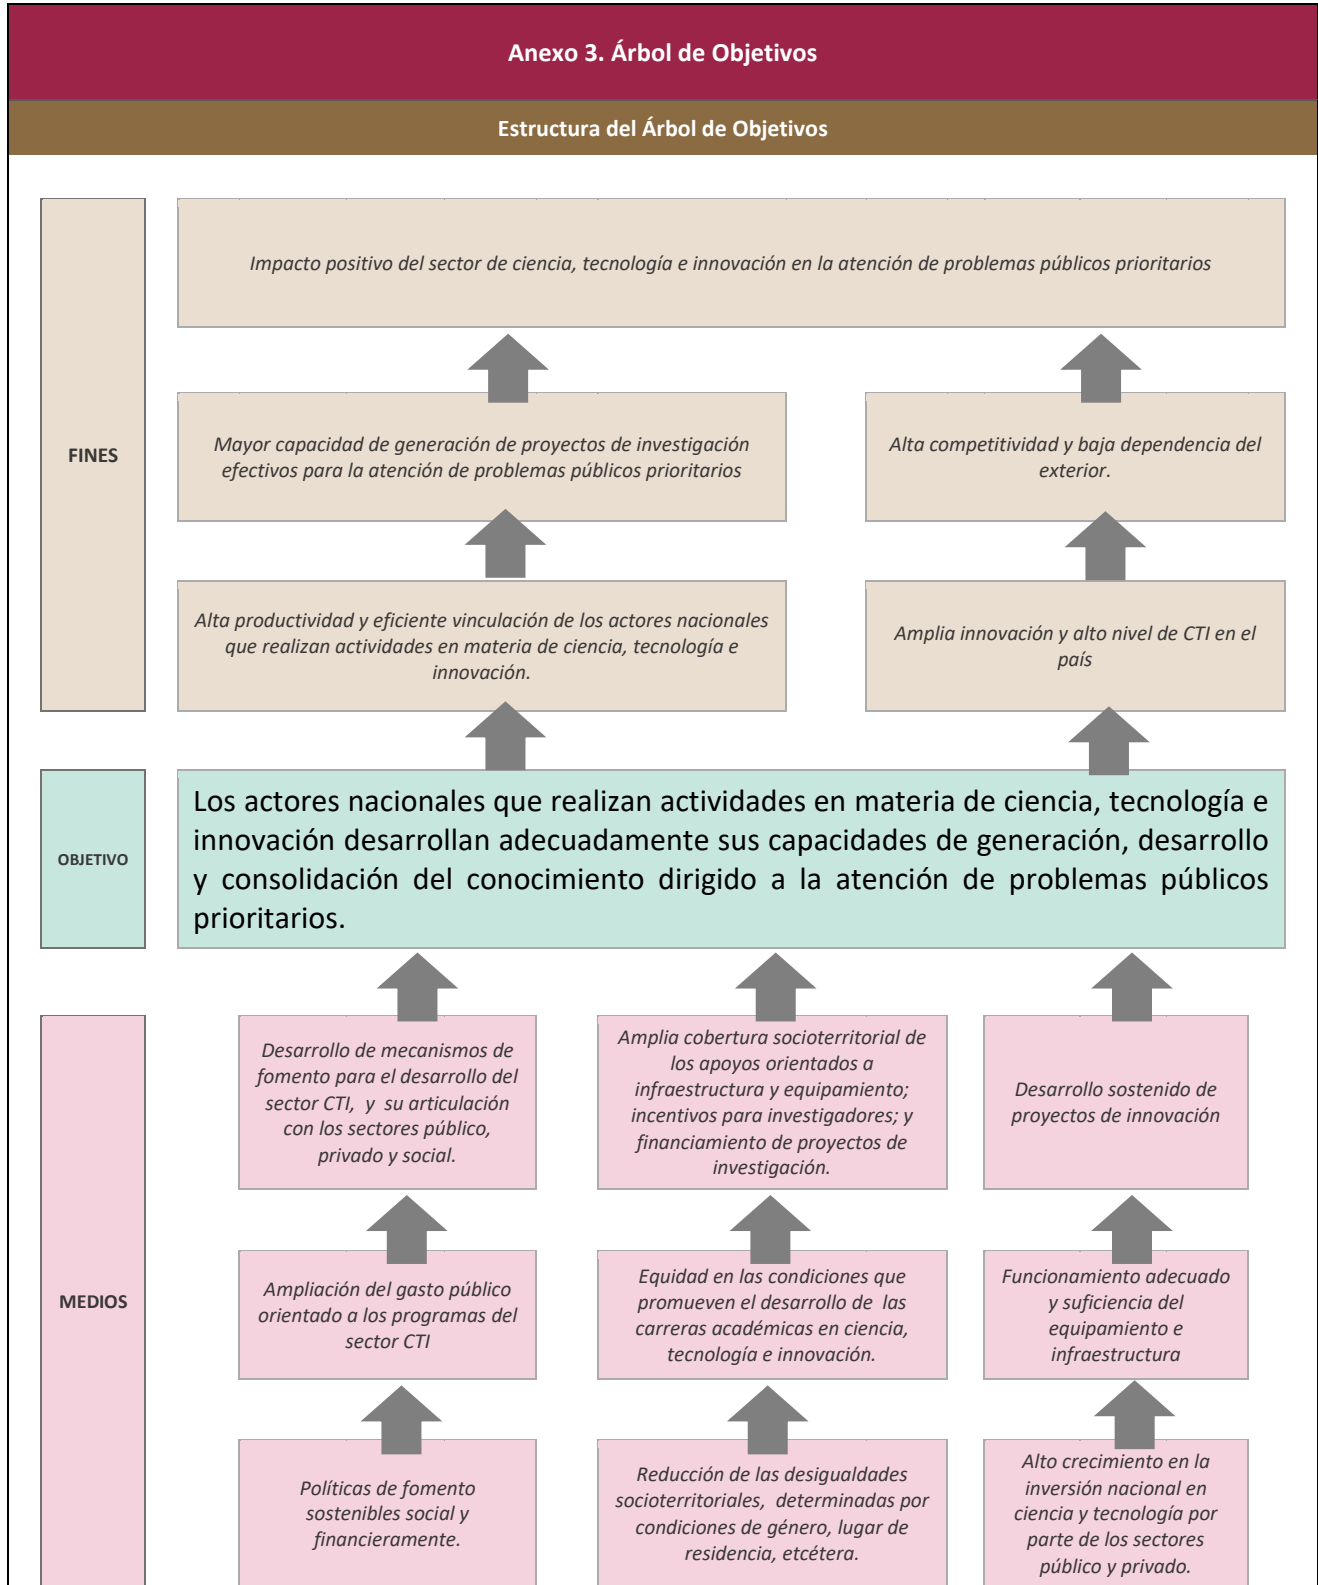 Anexo 3. Árbol de Objetivos
Estructura del Árbol de Objetivos
FINES
Impacto positivo del sector de ciencia, tecnología e innovación en la atención de problemas públicos prioritarios
Mayor capacidad de generación de proyectos de investigación
efectivos para la atención de problemas públicos prioritarios
Alta competitividad y baja dependencia del
exterior.
Alta productividad y eficiente vinculación de los actores nacionales
que realizan actividades en materia de ciencia, tecnología e
innovación.
Amplia innovación y alto nivel de CTI en el
país
OBJETIVO
Los actores nacionales que realizan actividades en materia de ciencia, tecnología e
innovación desarrollan adecuadamente sus capacidades de generación, desarrollo
y consolidación del conocimiento dirigido a la atención de problemas públicos
prioritarios.
MEDIOS
Desarrollo de mecanismos de
fomento para el desarrollo del
sector CTI, y su articulación
con los sectores público,
privado y social.
Amplia cobertura socioterritorial de
los apoyos orientados a
infraestructura y equipamiento;
incentivos para investigadores; y
financiamiento de proyectos de
investigación.
Desarrollo sostenido de
proyectos de innovación
Ampliación del gasto público
orientado a los programas del
sector CTI
Equidad en las condiciones que
promueven el desarrollo de las
carreras académicas en ciencia,
tecnología e innovación.
Funcionamiento adecuado
y suficiencia del
equipamiento e
infraestructura
Políticas de fomento
sostenibles social y
financieramente.
Reducción de las desigualdades
socioterritoriales, determinadas por
condiciones de género, lugar de
residencia, etcétera.
Alto crecimiento en la
inversión nacional en
ciencia y tecnología por
parte de los sectores
público y privado.